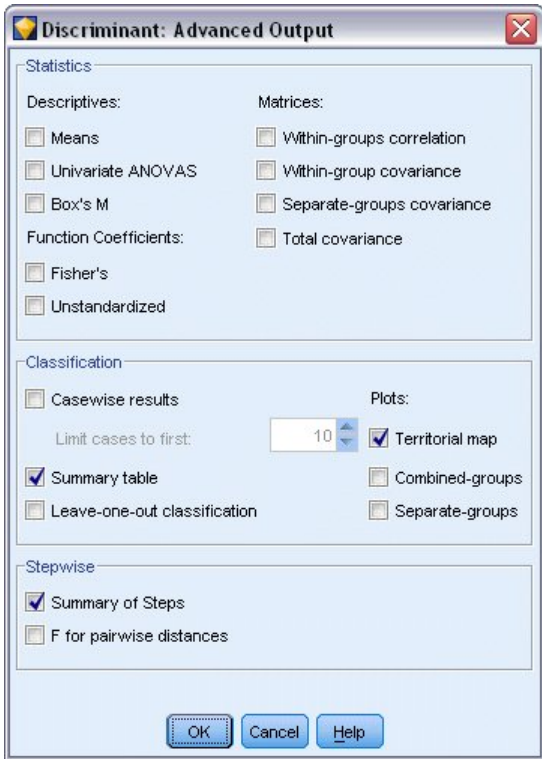 Discriminant: Advanced Output
Statistics
Descriptives:
Means
Univariate ANOVAS
Box's M
Function Coefficients:
Fisher's
Unstandardized
Matrices:
Within-groups correlation
Within-group covariance
Separate-groups covariance
Total covariance
Classification
Casewise results
Limit cases to first: 10
Summary table
Leave-one-out classification
Plots:
Territorial map
Combined-groups
Separate-groups
Stepwise
Summary of Steps
F for pairwise distances
OK Cancel Help